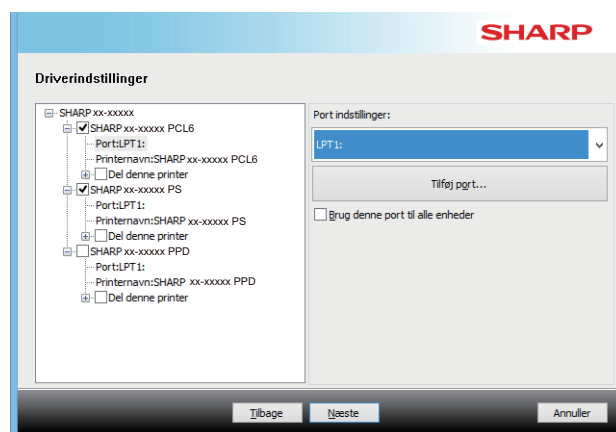 SHARP
Driverindstillinger
SHARP xx-xxxxx
SHARP xx-xxxxx PCL6
Port:LPT1:
Printernavn:SHARP xx-xxxxx PCL6
Del denne printer
SHARP xx-xxxxx PS
Port:LPT1:
Printernavn:SHARP xx-xxxxx PS
Del denne printer
SHARP xx-xxxxx PPD
Port:LPT1:
Printernavn:SHARP xx-xxxxx PPD
Del denne printer
Port indstillinger:
LPT1:
Tilføj port...
Brug denne port til alle enheder
Tilbage
Næste
Annuller